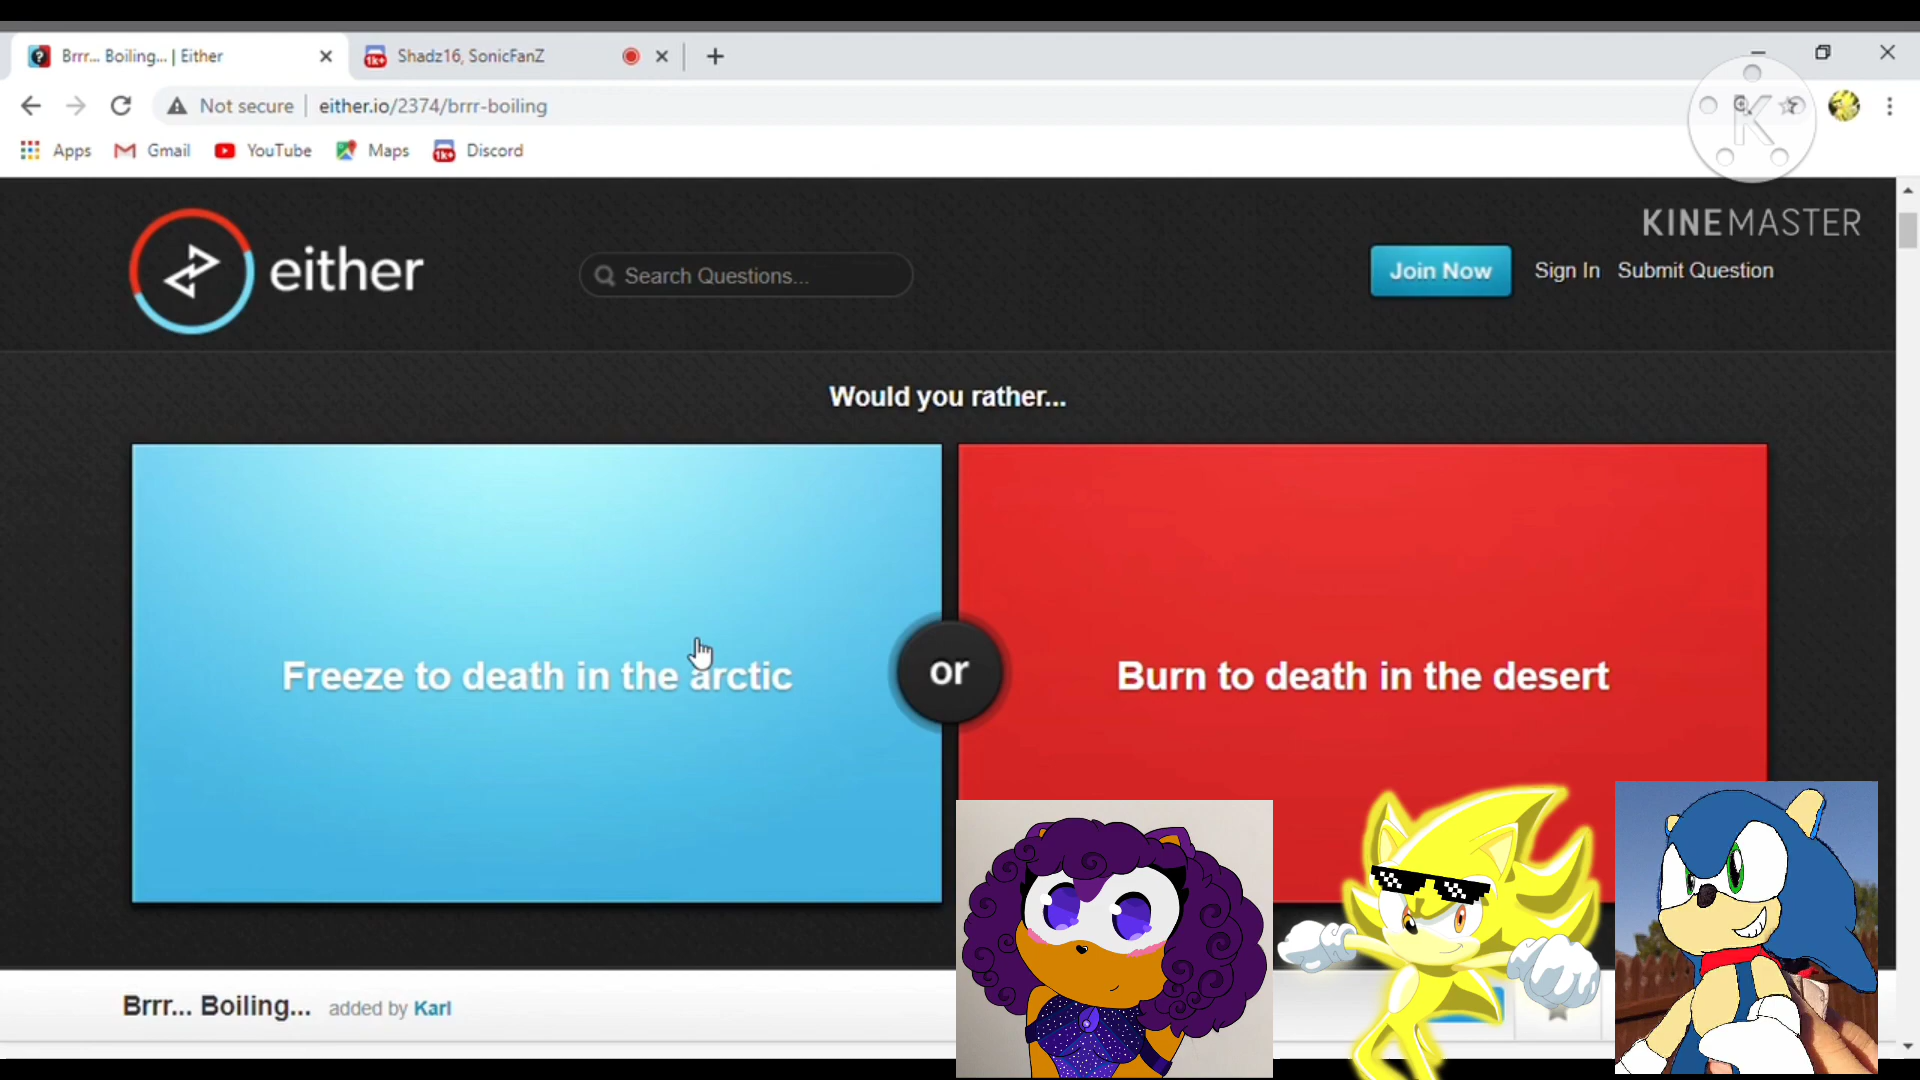 Brrr... Boiling... | Either
Shadz16, SonicFanZ
Not secure
either.io/2374/brrr-boiling
Apps
Gmail
YouTube
Maps
Discord
K
KINEMASTER
either
Search Questions...
Join Now
Sign In
Submit Question
Would you rather...
Freeze to death in the arctic
or
Burn to death in the desert
Brrr... Boiling...
added by Karl